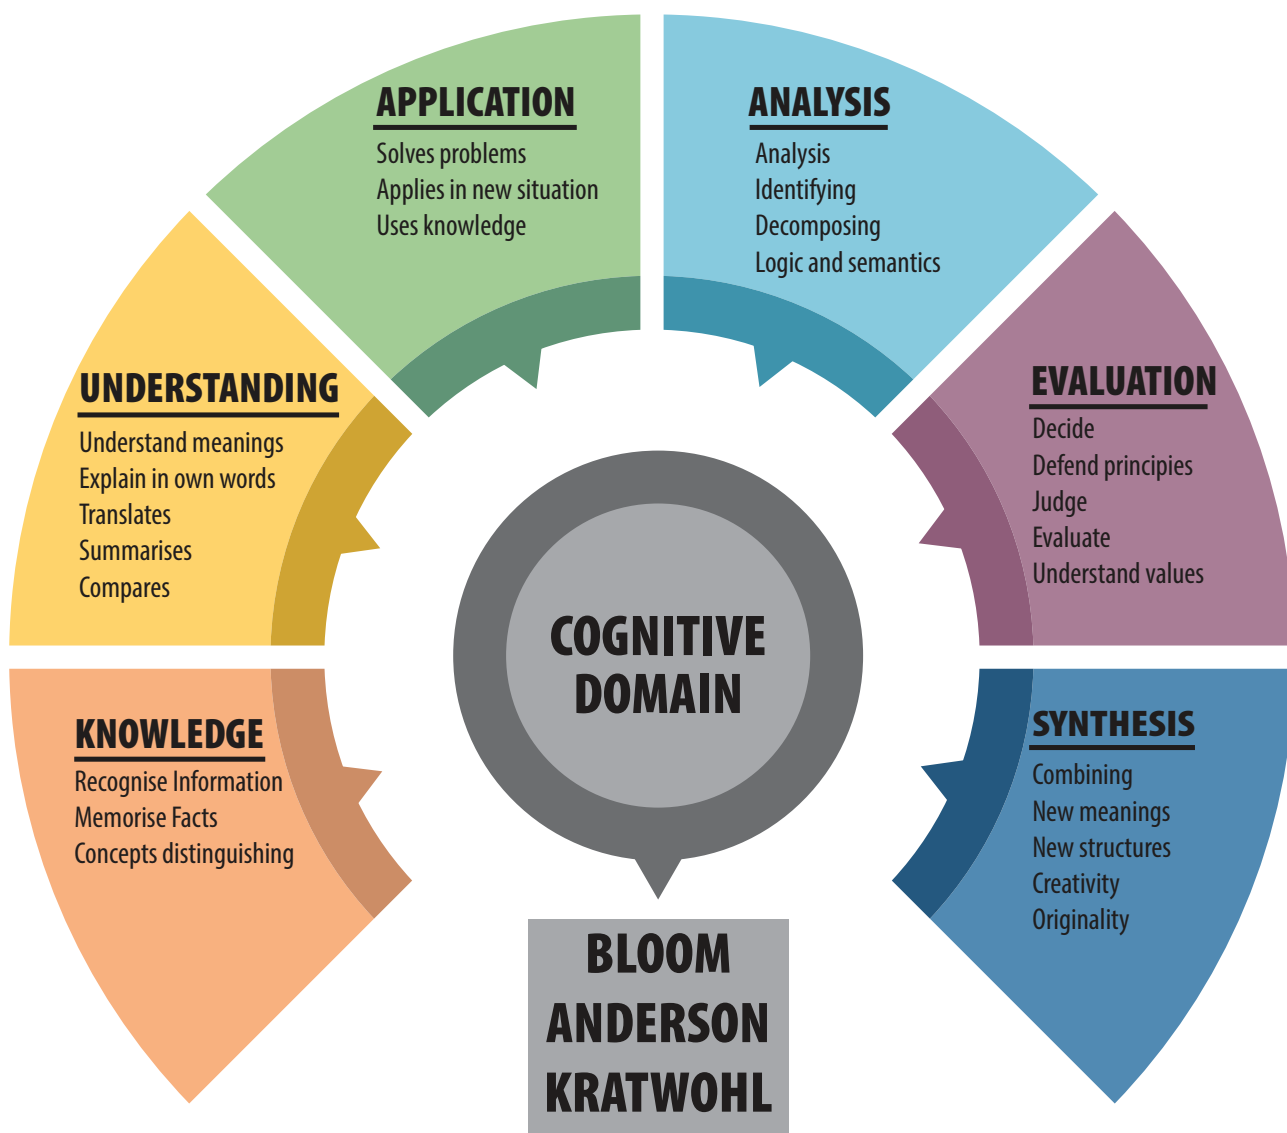 APPLICATION
Solves problems
Applies in new situation
Uses knowledge
ANALYSIS
Analysis
Identifying
Decomposing
Logic and semantics
UNDERSTANDING
Understand meanings
Explain in own words
Translates
Summarises
Compares
EVALUATION
Decide
Defend principies
Judge
Evaluate
Understand values
COGNITIVE
DOMAIN
KNOWLEDGE
Recognise Information
Memorise Facts
Concepts distinguishing
SYNTHESIS
Combining
New meanings
New structures
Creativity
Originality
BLOOM
ANDERSON
KRATWOHL